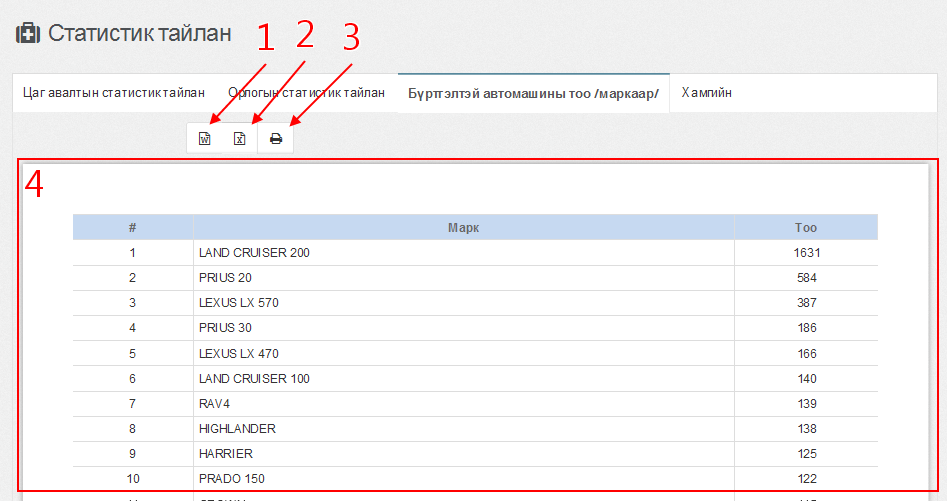 Статистик тайлан
1 2 3
Цаг авалтын статистик тайлан Орлогын статистик тайлан Бүртгэлтэй автомашины тоо /маркаар/ Хамгийн
4
# Марк Тоо
1 LAND CRUISER 200 1631
2 PRIUS 20 584
3 LEXUS LX 570 387
4 PRIUS 30 186
5 LEXUS LX 470 166
6 LAND CRUISER 100 140
7 RAV4 139
8 HIGHLANDER 138
9 HARRIER 125
10 PRADO 150 122